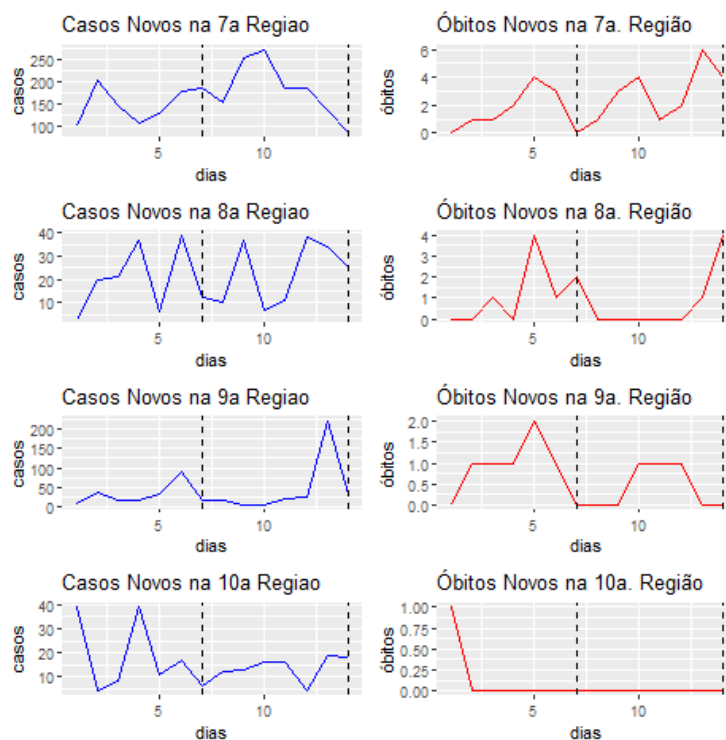 Casos Novos na 7a Regiao
casos
250
200
150
100
5
10
dias
Óbitos Novos na 7a. Região
óbitos
6
4
2
0
5
10
dias
Casos Novos na 8a Regiao
casos
40
30
20
10
5
10
dias
Óbitos Novos na 8a. Região
óbitos
4
3
2
1
0
5
10
dias
Casos Novos na 9a Regiao
casos
200
150
100
50
0
5
10
dias
Óbitos Novos na 9a. Região
óbitos
2.0
1.5
1.0
0.5
0.0
5
10
dias
Casos Novos na 10a Regiao
casos
40
30
20
10
5
10
dias
Óbitos Novos na 10a. Região
óbitos
1.00
0.75
0.50
0.25
0.00
5
10
dias